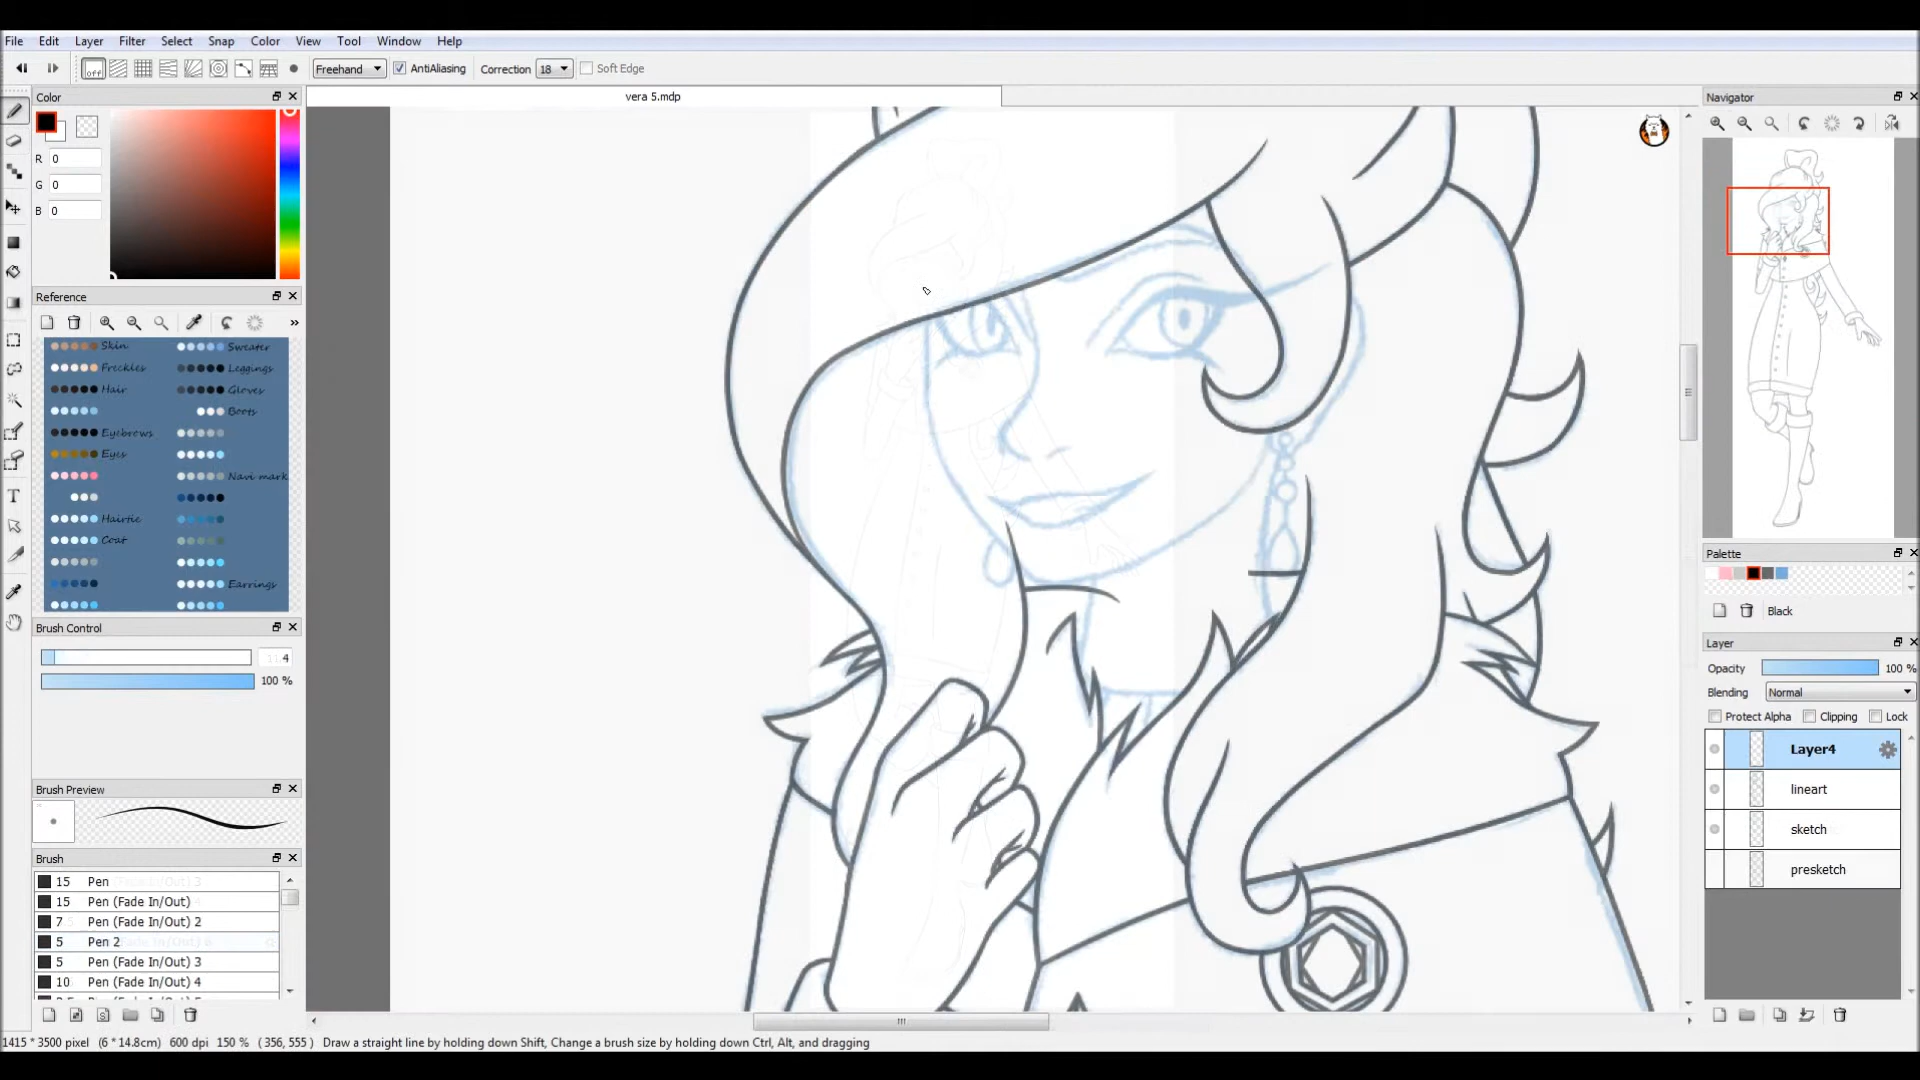 File Edit Layer Filter Select Snap Color View Tool Window Help
off Freehand AntiAliasing Correction 18 Soft Edge
Color
vera 5.mdp
Navigator
R 0
G 0
B 0
Reference
Skin Sweater
Freckles Leggings
Hair Gloves
Boots
Eyebrows
Eyes
Navi mark
Hairtie
Coat
Earrings
Brush Control
4
100 %
Brush Preview
Brush
15 Pen
15 Pen (Fade In/Out)
7 Pen (Fade In/Out) 2
5 Pen 2
5 Pen (Fade In/Out) 3
10 Pen (Fade In/Out) 4
Palette
Black
Layer
Opacity 100 %
Blending Normal
Protect Alpha Clipping Lock
Layer4
lineart
sketch
presketch
1415 * 3500 pixel (6 * 14.8cm) 600 dpi 150 % ( 356, 555 ) Draw a straight line by holding down Shift, Change a brush size by holding down Ctrl, Alt, and dragging